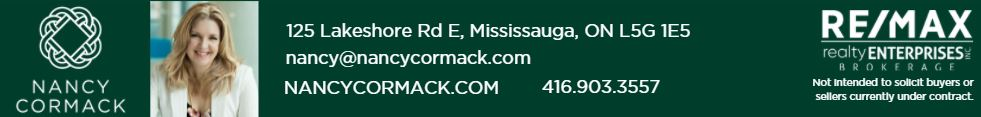 NANCY
CORMACK
125 Lakeshore Rd E, Mississauga, ON L5G 1E5
nancy@nancycormack.com
NANCYCORMACK.COM 416.903.3557
RE/MAX
realty ENTERPRISES INC
BROKERAGE
Not intended to solicit buyers or
sellers currently under contract.